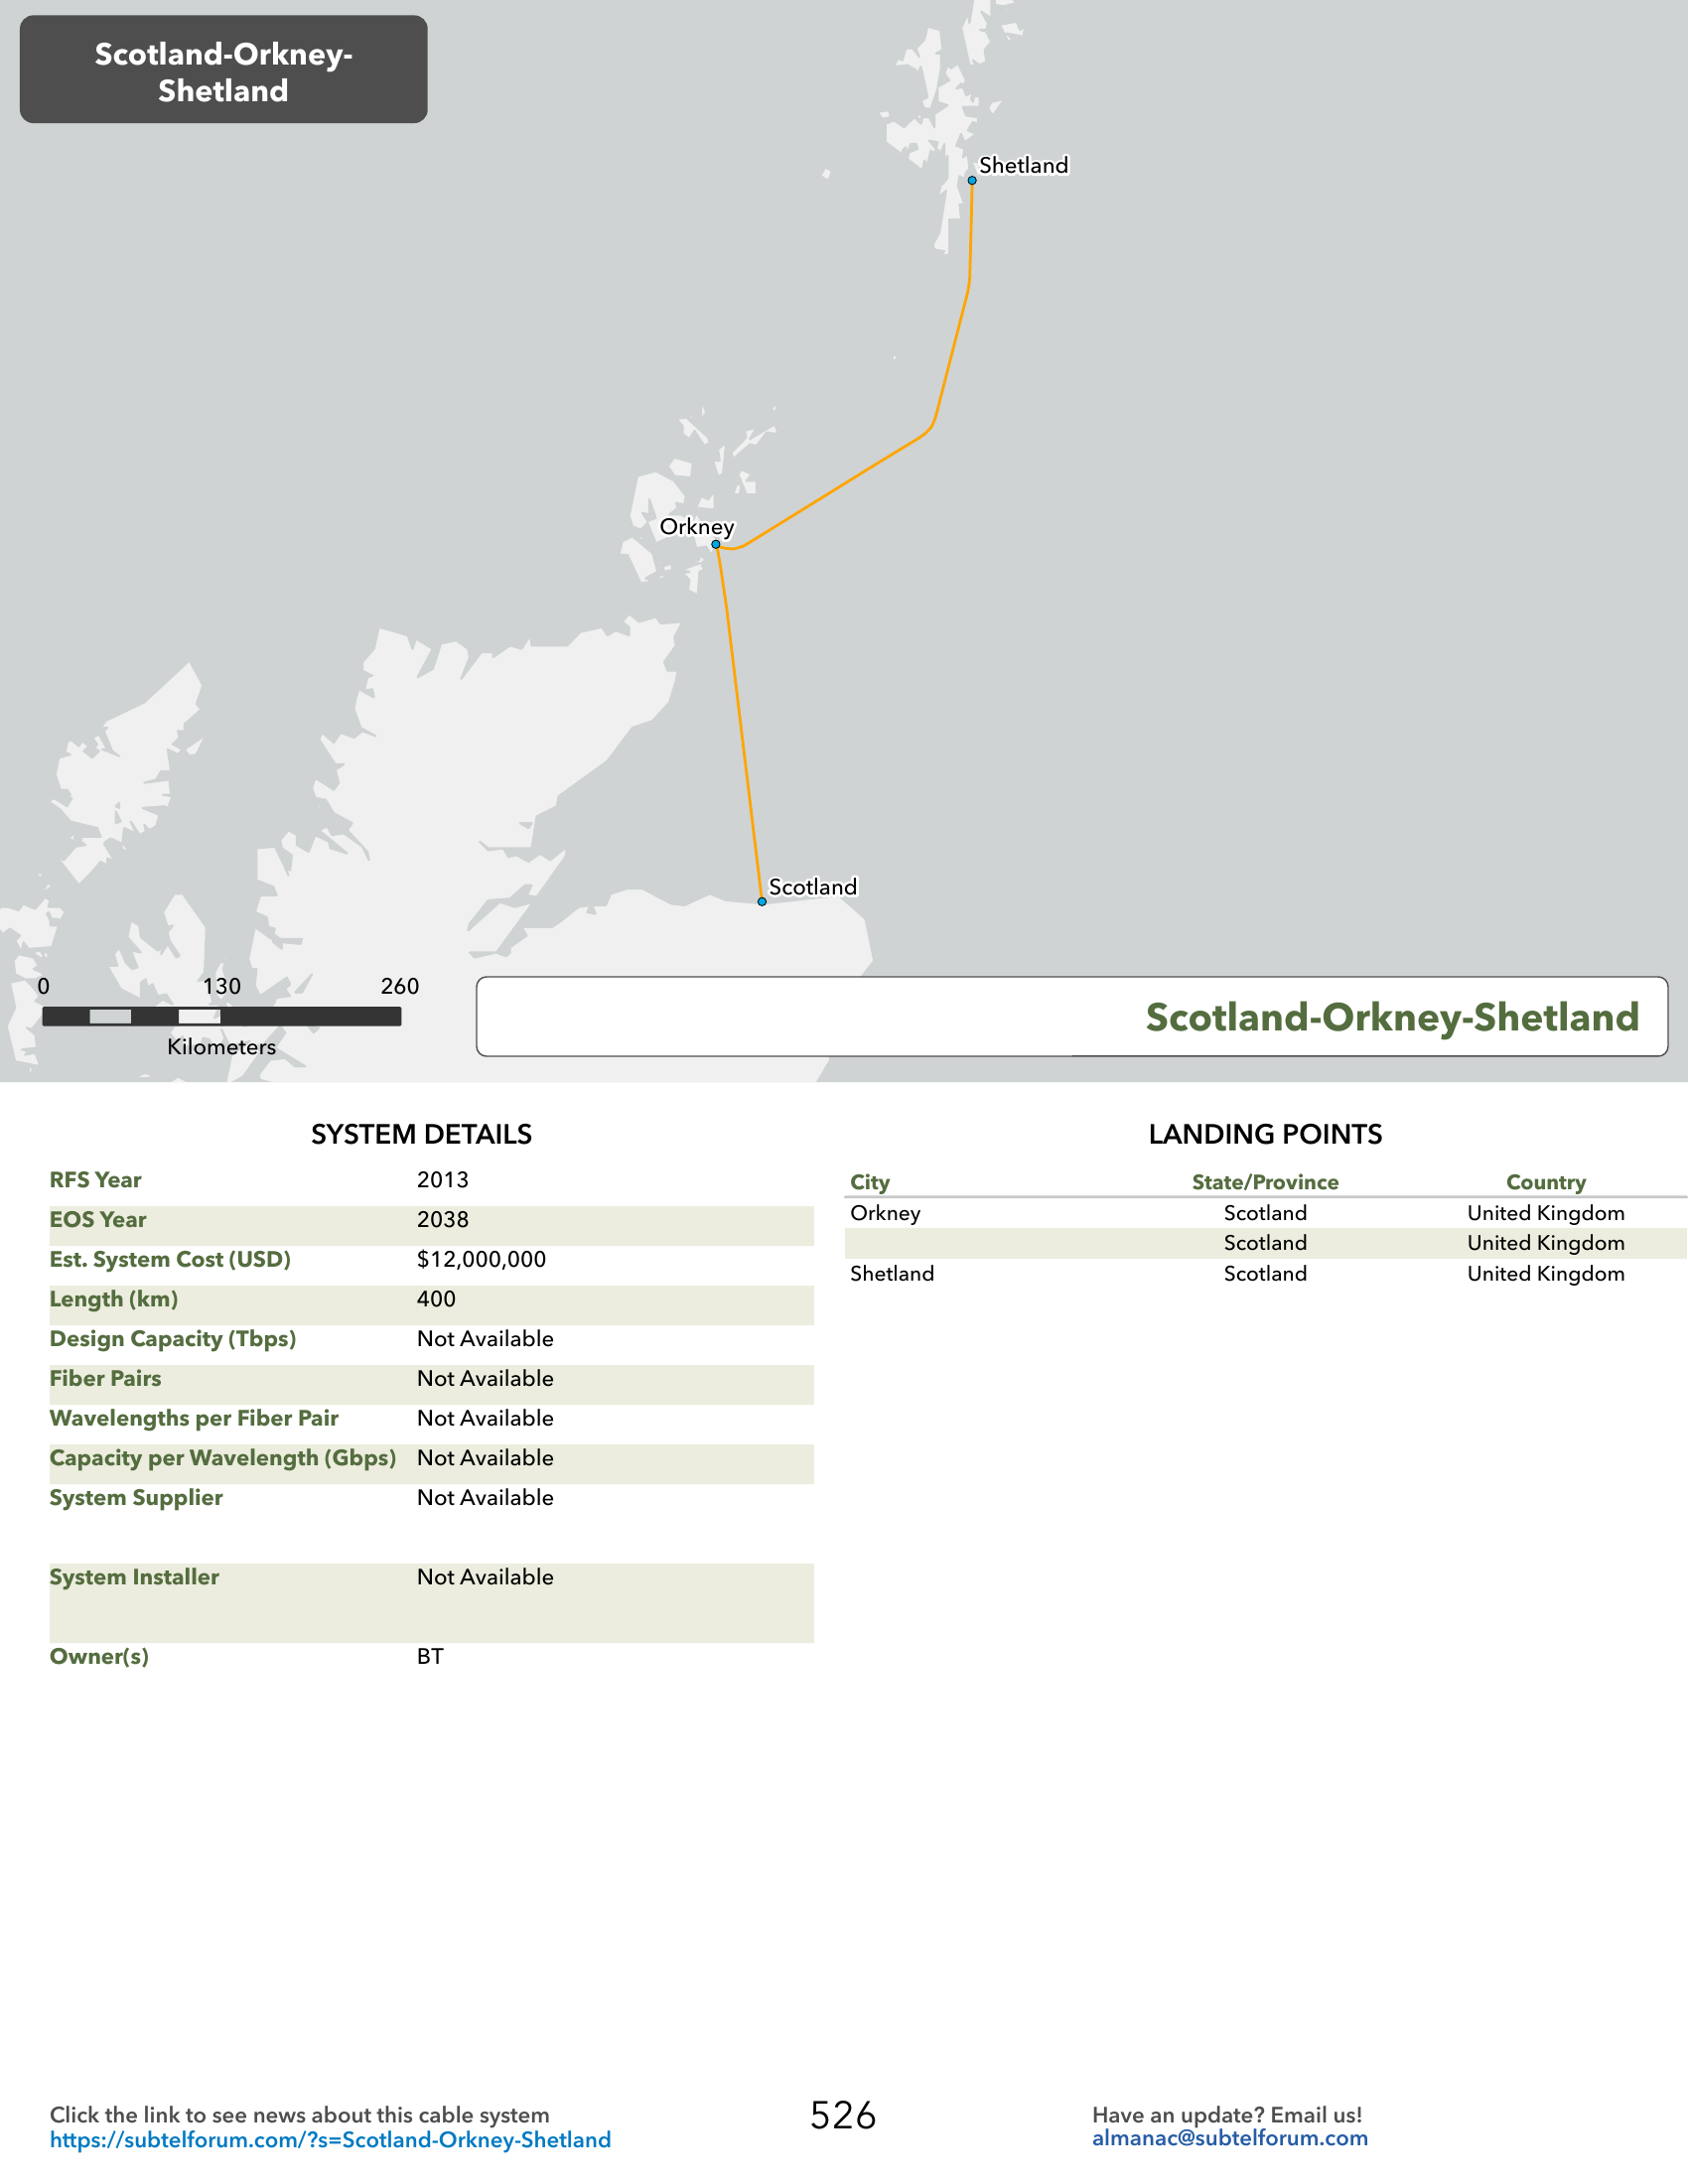 Scotland-Orkney-
Shetland
Shetland
Orkney
Scotland
0 130 260
Kilometers
Scotland-Orkney-Shetland
SYSTEM DETAILS
RFS Year 2013
EOS Year 2038
Est. System Cost (USD) $12,000,000
Length (km) 400
Design Capacity (Tbps) Not Available
Fiber Pairs Not Available
Wavelengths per Fiber Pair Not Available
Capacity per Wavelength (Gbps) Not Available
System Supplier Not Available
System Installer Not Available
Owner(s) BT
LANDING POINTS
City State/Province Country
Orkney Scotland United Kingdom
Scotland United Kingdom
Shetland Scotland United Kingdom
Click the link to see news about this cable system
https://subtelforum.com/?s=Scotland-Orkney-Shetland
526
Have an update? Email us!
almanac@subtelforum.com